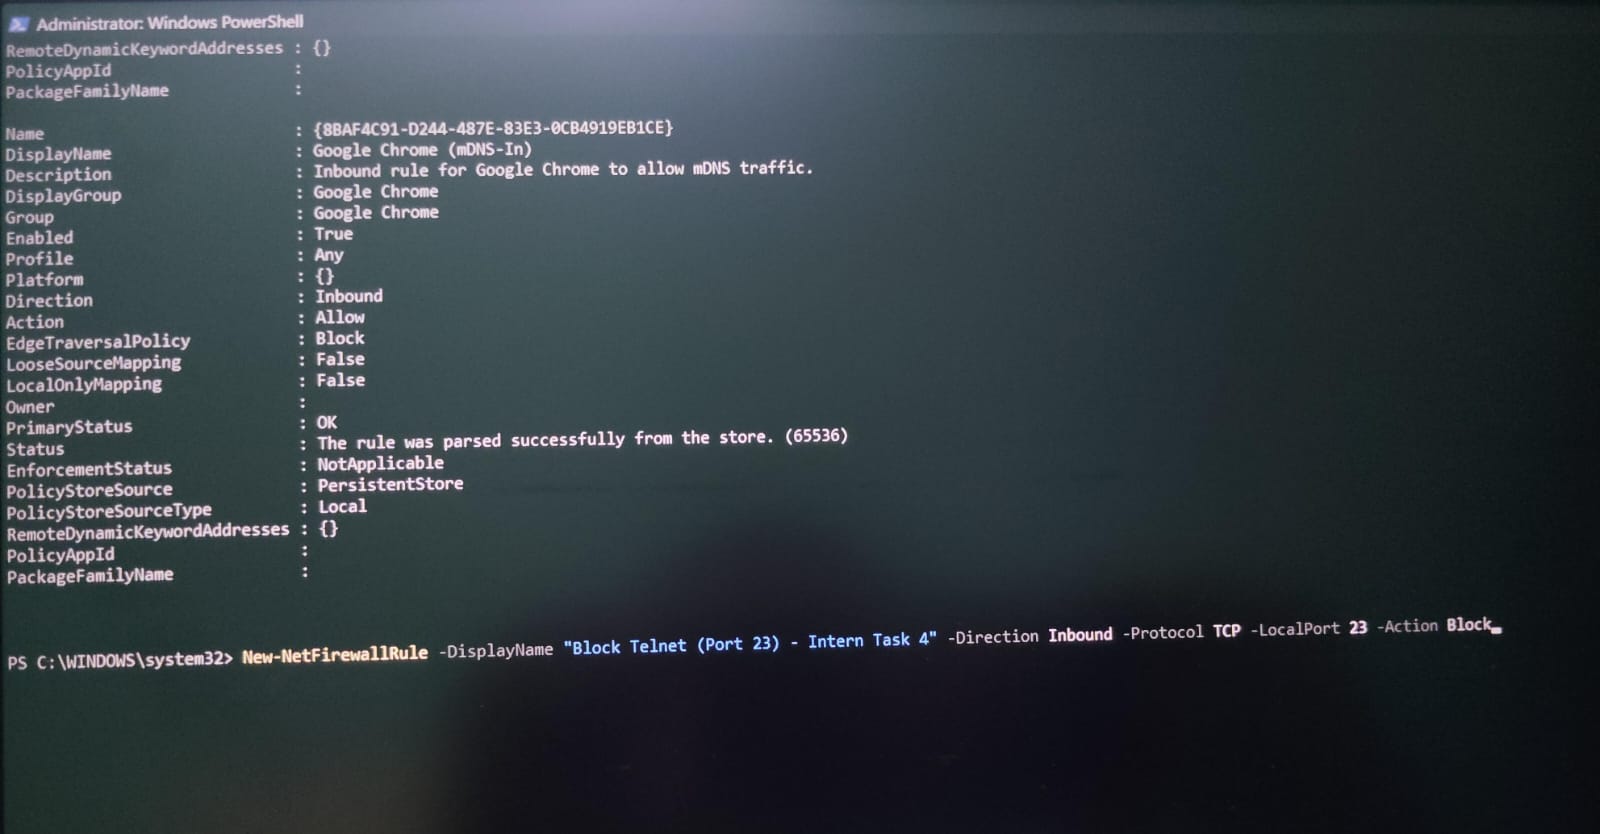 Administrator: Windows PowerShell
RemoteDynamicKeywordAddresses : {}
PolicyAppId :
PackageFamilyName :
Name : {8BAF4C91-D244-487E-83E3-0CB4919EB1CE}
DisplayName : Google Chrome (mDNS-In)
Description : Inbound rule for Google Chrome to allow mDNS traffic.
DisplayGroup : Google Chrome
Group : Google Chrome
Enabled : True
Profile : Any
Platform : {}
Direction : Inbound
Action : Allow
EdgeTraversalPolicy : Block
LooseSourceMapping : False
LocalOnlyMapping : False
Owner :
PrimaryStatus : OK
Status : The rule was parsed successfully from the store. (65536)
EnforcementStatus : NotApplicable
PolicyStoreSource : PersistentStore
PolicyStoreSourceType : Local
RemoteDynamicKeywordAddresses : {}
PolicyAppId :
PackageFamilyName :
PS C:\WINDOWS\system32> New-NetFirewallRule -DisplayName "Block Telnet (Port 23) - Intern Task 4" -Direction Inbound -Protocol TCP -LocalPort 23 -Action Block